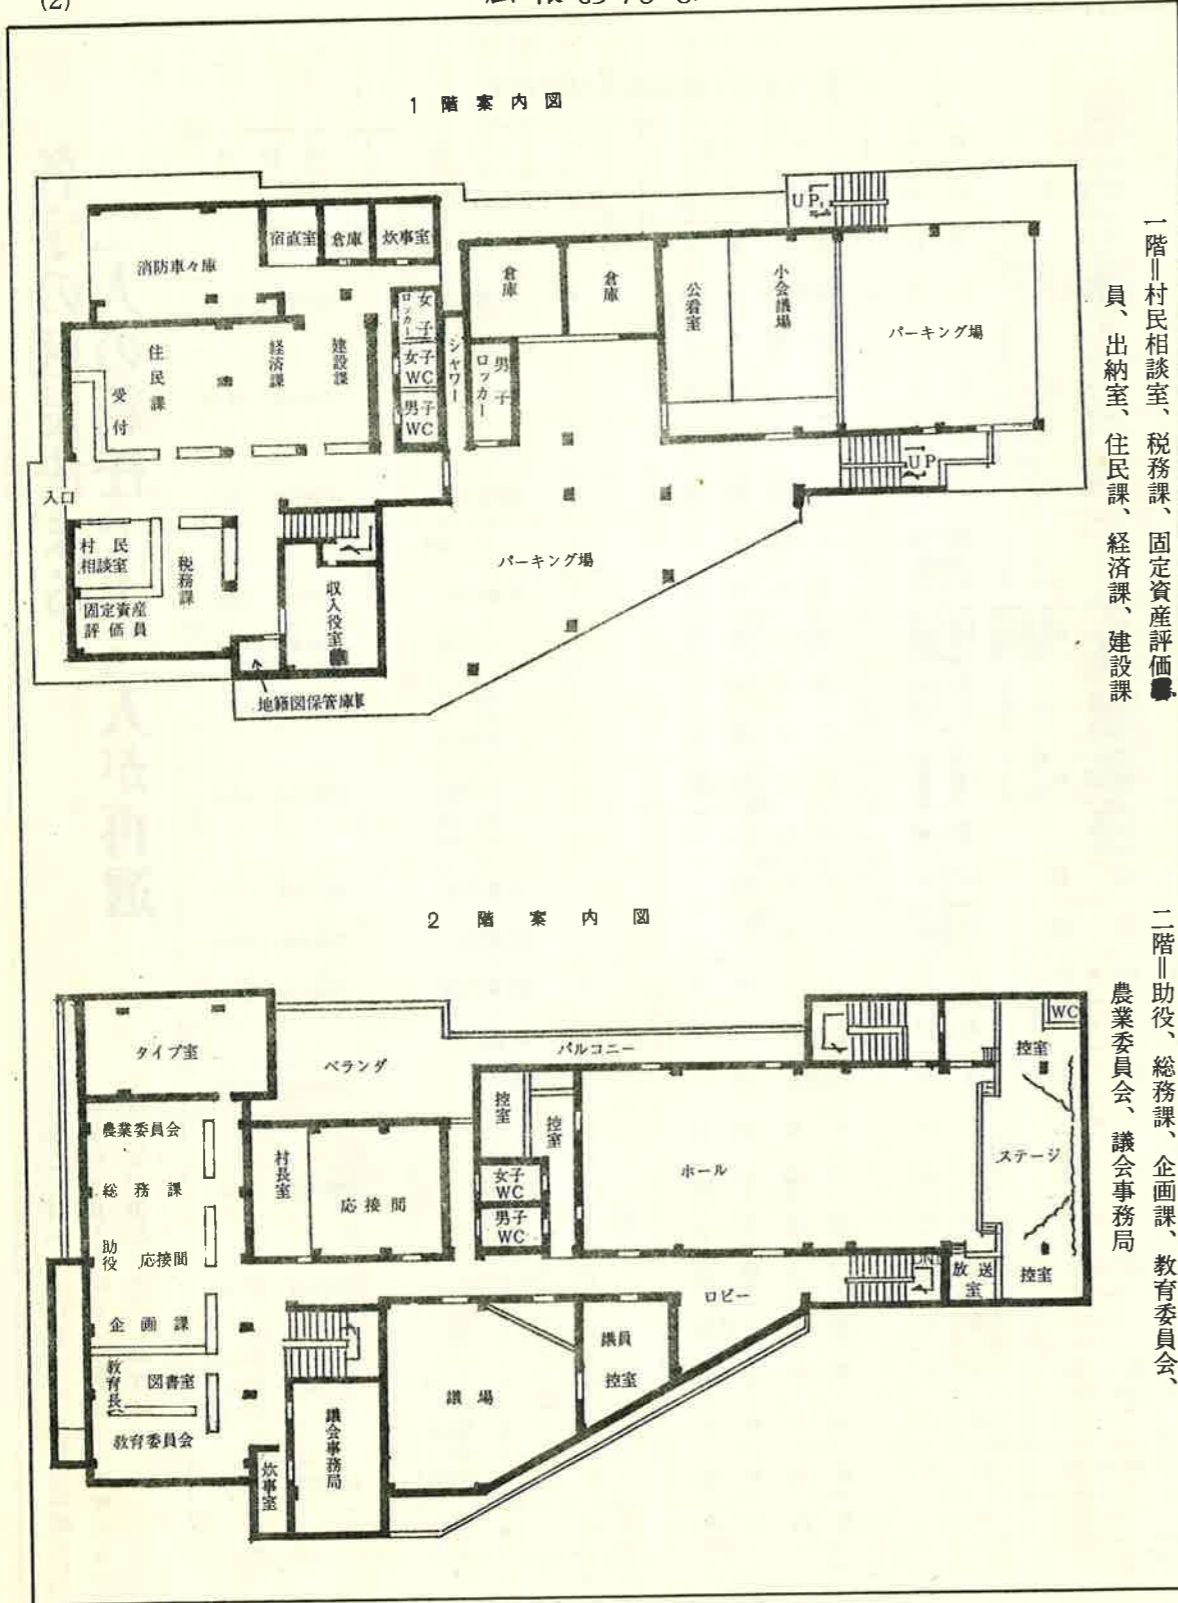 (2)
1 階案内図
UP
宿直室
倉庫
炊事室
消防車々庫
倉庫
倉庫
公看室
小会議場
パーキング場
女子ロッカー
住民課
経済課
建設課
シャワー
男子ロッカー
女子WC
受付
男子WC
UP
入口
村民相談室
税務課
パーキング場
収入役室
固定資産評価員
地籍図保管庫
一階=村民相談室、税務課、固定資産評価
員、出納室、住民課、経済課、建設課
2 階案内図
WC
タイプ室
ベランダ
バルコニー
控室
控室
控室
農業委員会
村長室
応接間
女子WC
ホール
ステージ
総務課
男子WC
助役
応接間
放送室
控室
ロビー
企画課
議員控室
教育長
図書室
議場
教育委員会
議会事務局
炊事室
二階=助役、総務課、企画課、教育委員会、
農業委員会、議会事務局